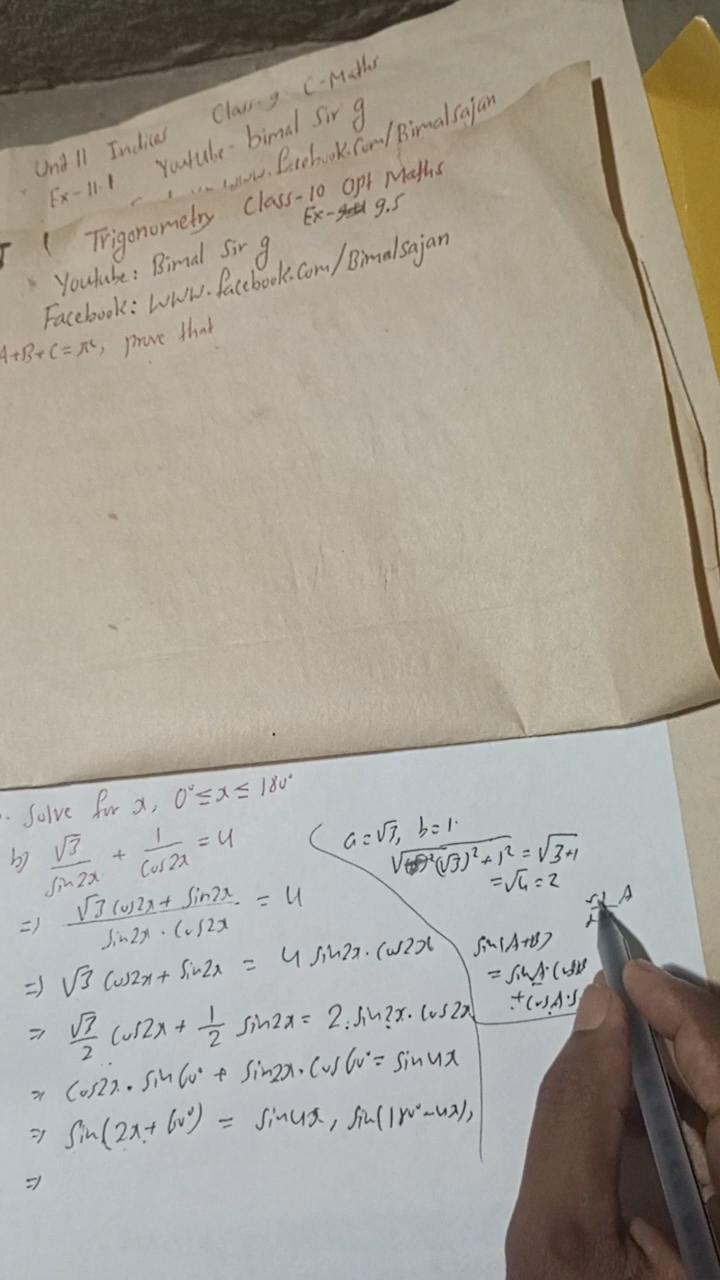 Unit 11 Indices Class-9 C-Maths
Ex-11.1 Youtube- bimal Sir g
www.facebook.com/Bimalsajan
Trigonometry Class-10 opt Maths
Ex- 9.5
Youtube: Bimal Sir g
Facebook: www.facebook.com/Bimalsajan
A+B+C=πᶜ, prove that
. Solve for x, 0°≤x≤180°
b) √3/sin2x + 1/cos2x = 4
=) √3 cos2x + sin2x / sin2x . cos2x = 4
=) √3 cos2x + sin2x = 4 sin2x . cos2x
=) √3/2 cos2x + 1/2 sin2x = 2.sin2x. cos2x
=) cos2x . sin60° + sin2x . cos60° = sin4x
=) sin(2x+60°) = sin4x, sin(180°-4x),
=)
a=√3, b=1.
√(√3)²+1² = √3+1
=√4=2
sin(A+B)
= sinA.cosB
+cosA.s
A